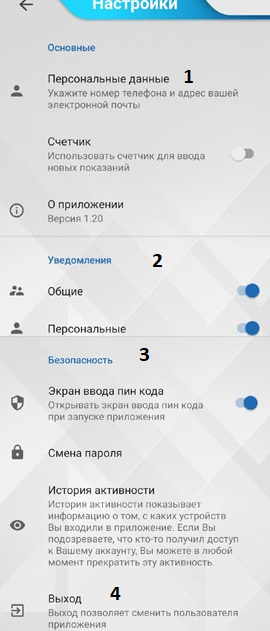 Настройки
Основные
Персональные данные 1
Укажите номер телефона и адрес вашей
электронной почты
Счетчик
Использовать счетчик для ввода
новых показаний
О приложении
Версия 1.20
Уведомления 2
Общие
Персональные
Безопасность 3
Экран ввода пин кода
Открывать экран ввода пин кода
при запуске приложения
Смена пароля
История активности
История активности показывает
информацию о том, с каких устройств
Вы входили в приложение. Если Вы
подозреваете, что кто-то получил доступ
к Вашему аккаунту, Вы можете в любой
момент прекратить эту активность.
Выход 4
Выход позволяет сменить пользователя
приложения